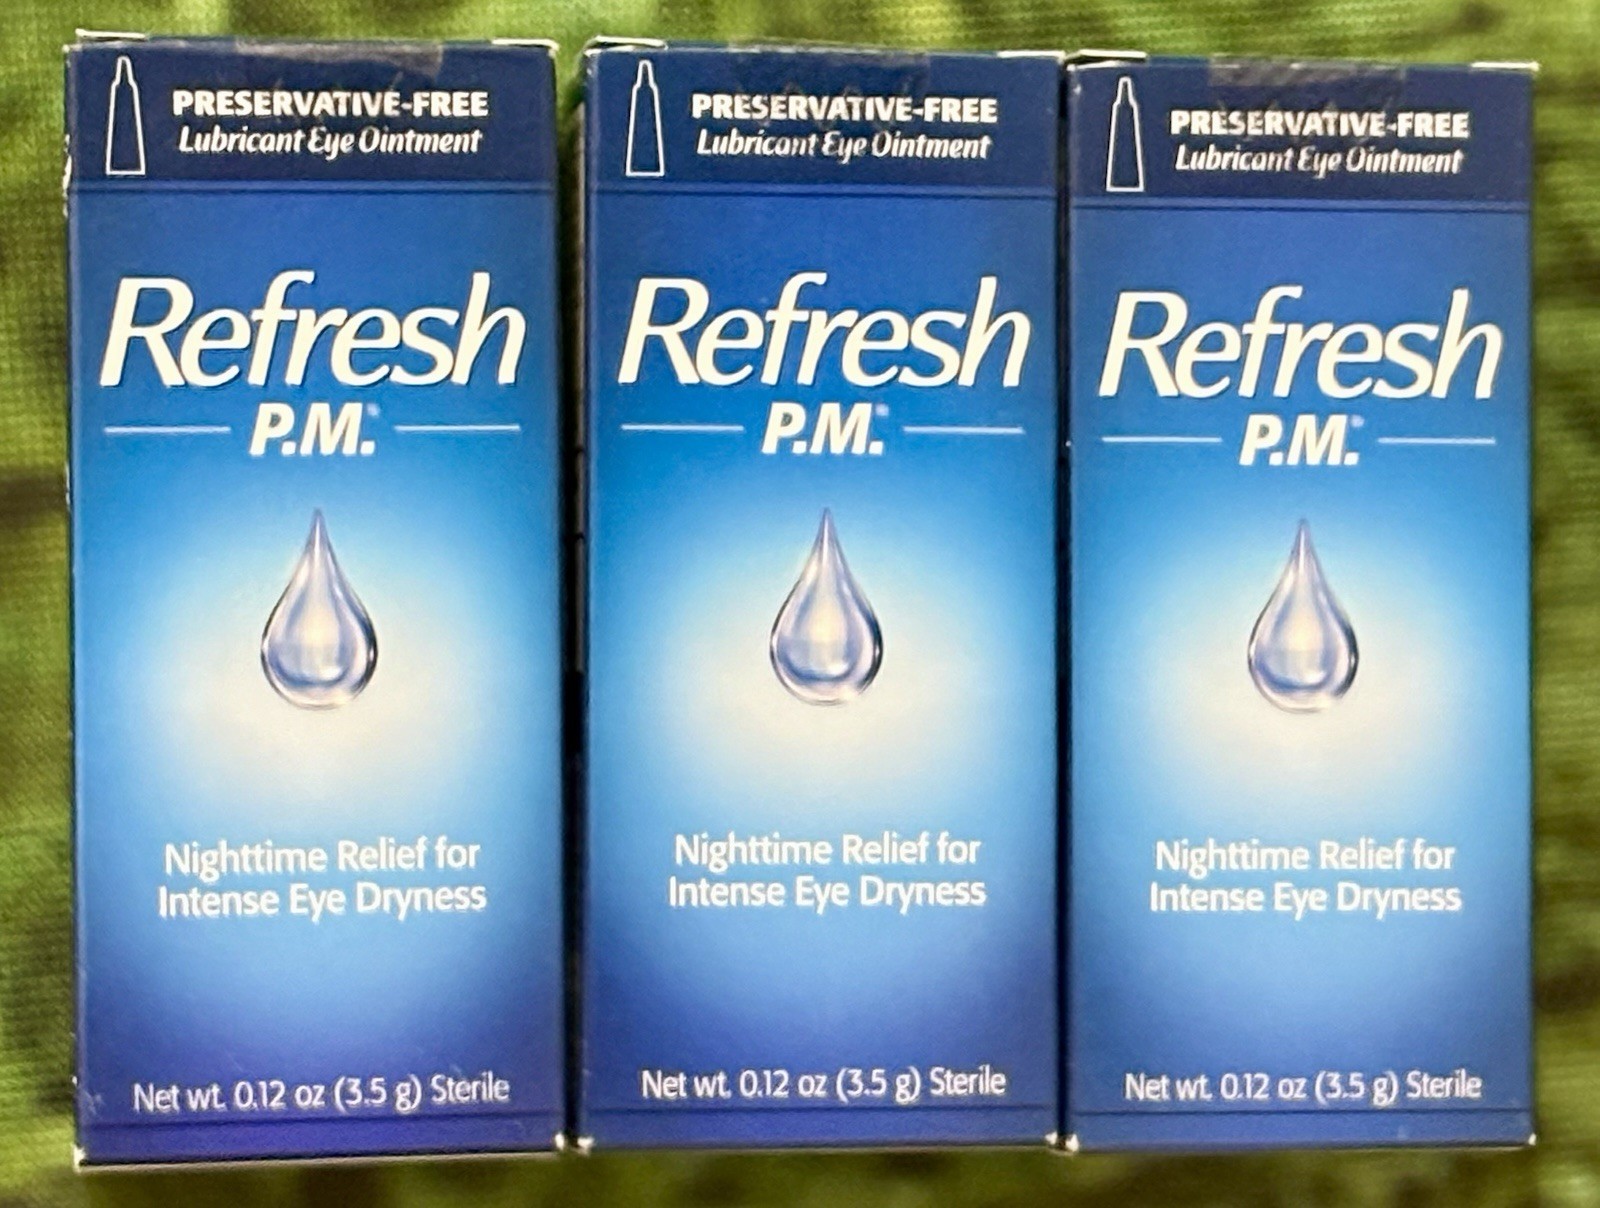 PRESERVATIVE-FREE
Lubricant Eye Ointment
Refresh
P.M.®
Nighttime Relief for
Intense Eye Dryness
Net wt. 0.12 oz (3.5 g) Sterile
PRESERVATIVE-FREE
Lubricant Eye Ointment
Refresh
P.M.®
Nighttime Relief for
Intense Eye Dryness
Net wt. 0.12 oz (3.5 g) Sterile
PRESERVATIVE-FREE
Lubricant Eye Ointment
Refresh
P.M.®
Nighttime Relief for
Intense Eye Dryness
Net wt. 0.12 oz (3.5 g) Sterile